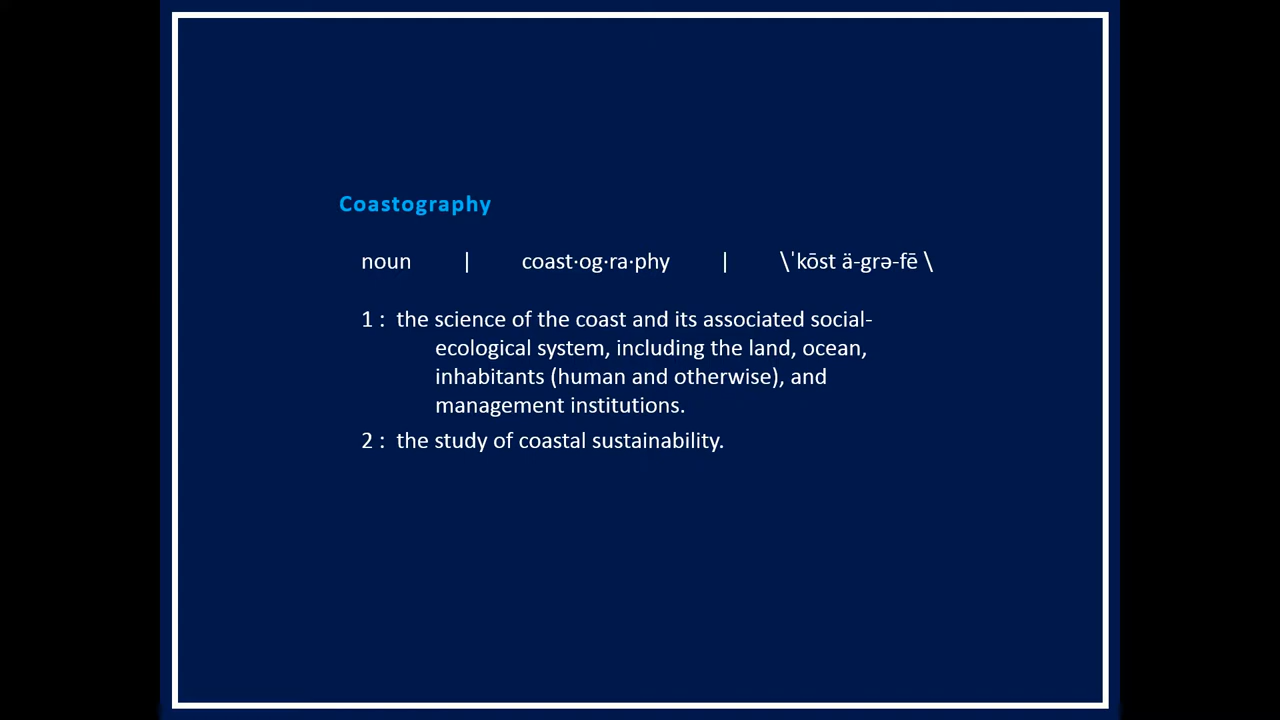 Coastography
noun | coast·og·ra·phy | \ˈkōst ä-grə-fē \
1 : the science of the coast and its associated social-
ecological system, including the land, ocean,
inhabitants (human and otherwise), and
management institutions.
2 : the study of coastal sustainability.